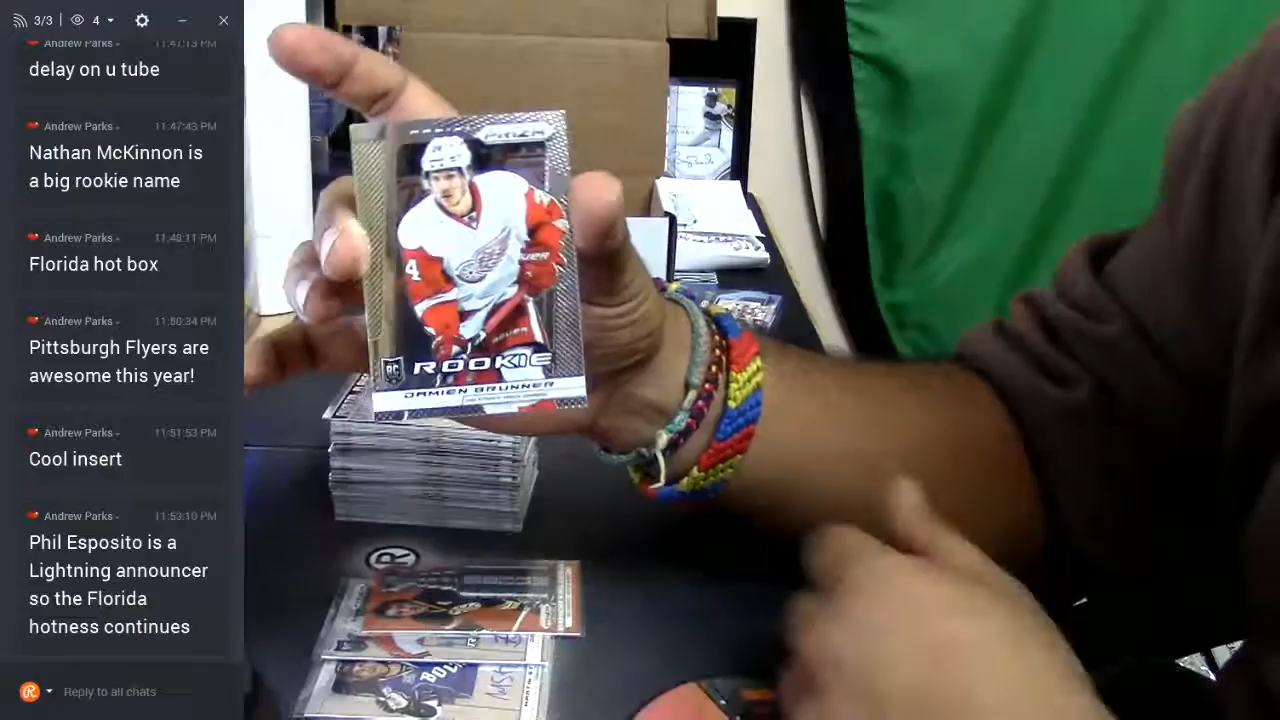 3/3
4
Andrew Parks
11:47:13 PM
delay on u tube
Andrew Parks
11:47:43 PM
Nathan McKinnon is
a big rookie name
Andrew Parks
11:48:11 PM
Florida hot box
Andrew Parks
11:50:34 PM
Pittsburgh Flyers are
awesome this year!
Andrew Parks
11:51:53 PM
Cool insert
Andrew Parks
11:53:10 PM
Phil Esposito is a
Lightning announcer
so the Florida
hotness continues
Reply to all chats
PRIZM
4
RC
ROOKIE
DAMIEN BRUNNER
®